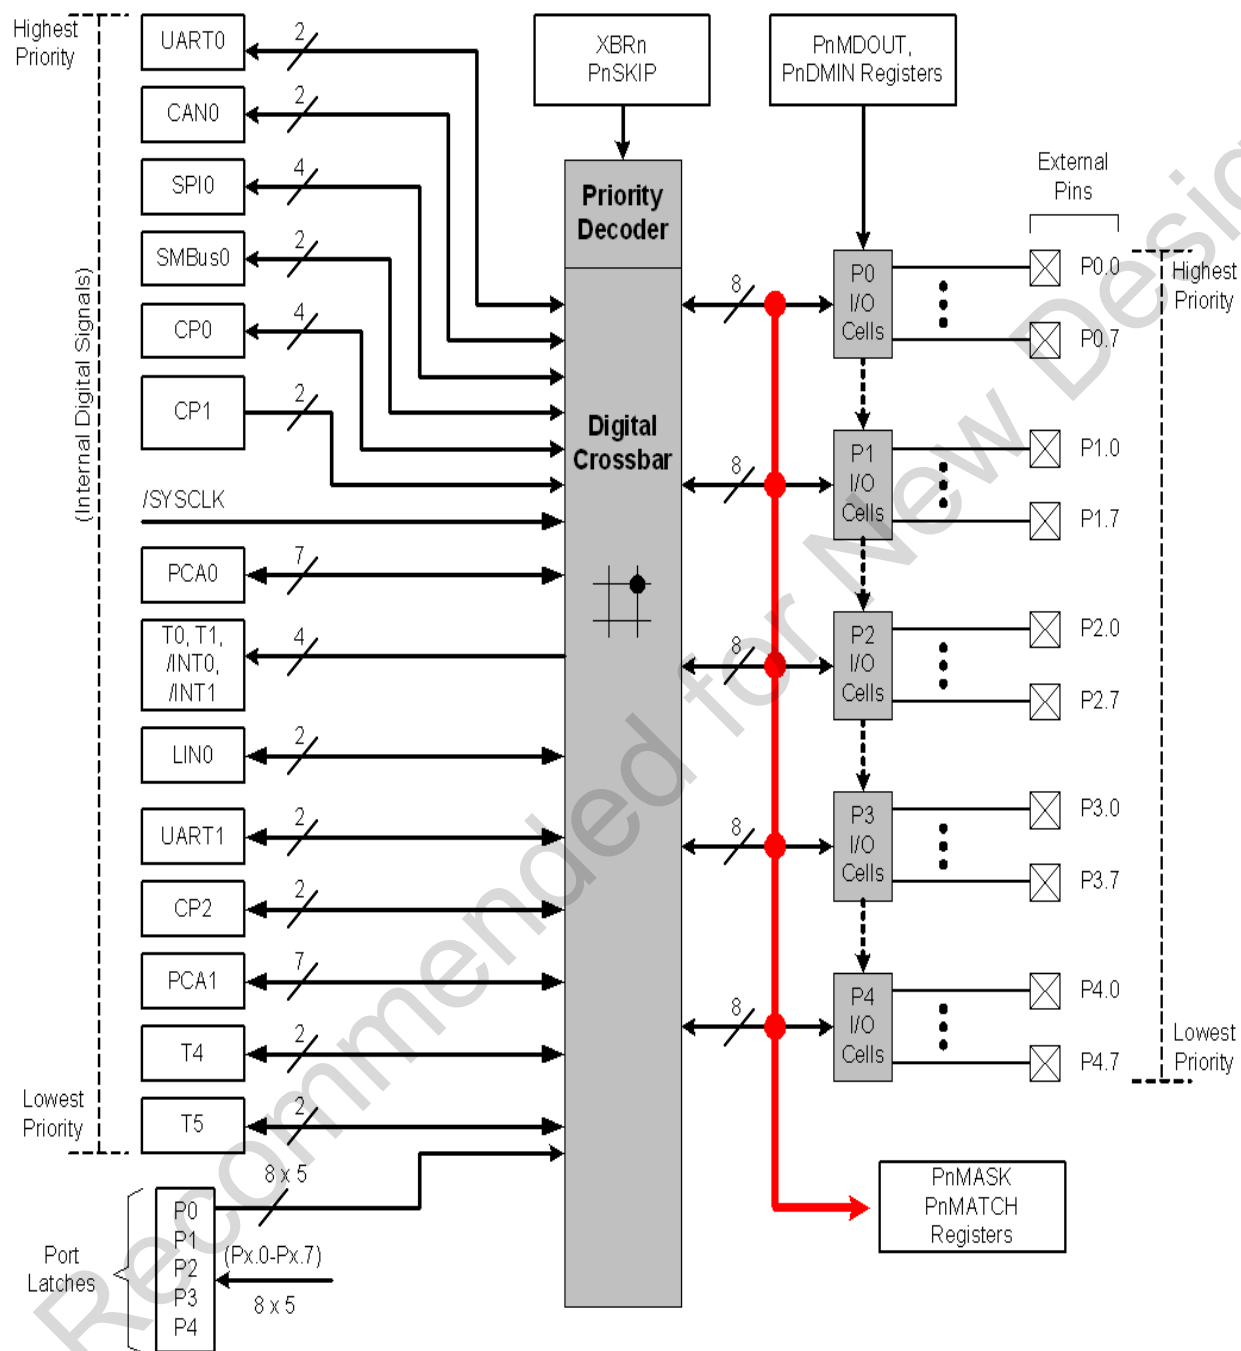 Highest
Priority
UART0
2
CAN0
2
SPI0
4
SMBus0
2
CP0
4
CP1
2
/SYSCLK
PCA0
7
T0, T1,
/INT0,
/INT1
4
LIN0
2
UART1
2
CP2
2
PCA1
7
T4
2
T5
2
Lowest
Priority
(Internal Digital Signals)
8 x 5
Port
Latches
P0
P1
P2
P3
P4
(Px.0-Px.7)
8 x 5
XBRn
PnSKIP
Priority
Decoder
Digital
Crossbar
PnMDOUT,
PnDMIN Registers
External
Pins
8
P0
I/O
Cells
P0.0
P0.7
Highest
Priority
8
P1
I/O
Cells
P1.0
P1.7
8
P2
I/O
Cells
P2.0
P2.7
8
P3
I/O
Cells
P3.0
P3.7
8
P4
I/O
Cells
P4.0
P4.7
Lowest
Priority
PnMASK
PnMATCH
Registers
Recommended for New Desig